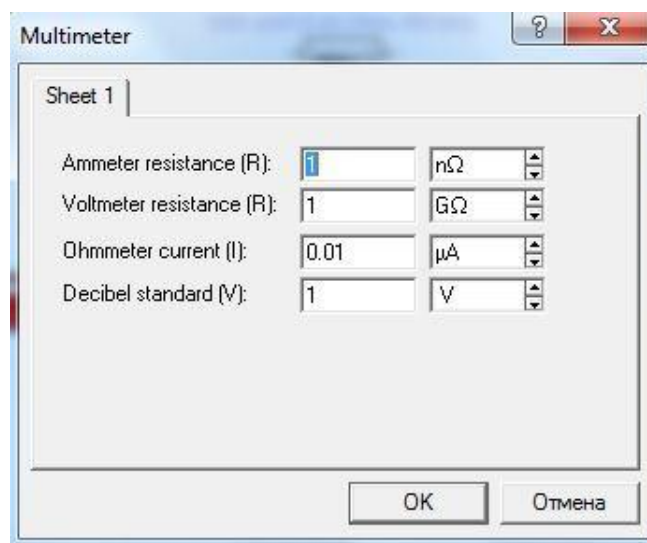 Multimeter
Sheet 1
Ammeter resistance (R): 1 nΩ
Voltmeter resistance (R): 1 GΩ
Ohmmeter current (I): 0.01 µA
Decibel standard (V): 1 V
OK Отмена